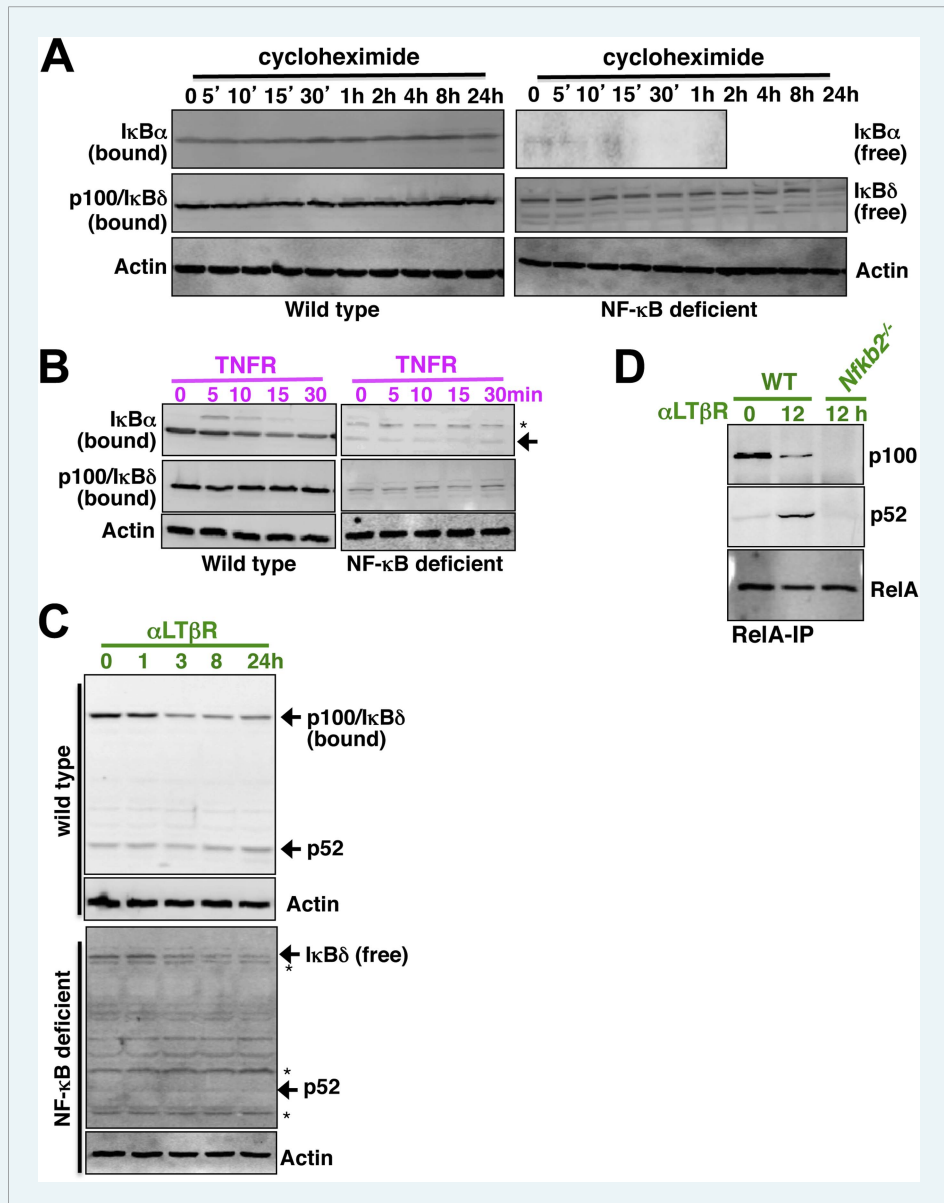 A
cycloheximide
0 5’ 10’ 15’ 30’ 1h 2h 4h 8h 24h
IκBα
(bound)
p100/IκBδ
(bound)
Actin
Wild type
cycloheximide
0 5’ 10’ 15’ 30’ 1h 2h 4h 8h 24h
IκBα
(free)
IκBδ
(free)
Actin
NF-κB deficient
B
TNFR
0 5 10 15 30
IκBα
(bound)
p100/IκBδ
(bound)
Actin
Wild type
TNFR
0 5 10 15 30min
*
NF-κB deficient
D
WT
Nfkb2-/-
αLTβR 0 12 12 h
p100
p52
RelA
RelA-IP
C
αLTβR
0 1 3 8 24h
wild type
p100/IκBδ
(bound)
p52
Actin
NF-κB deficient
IκBδ (free)
*
*
p52
*
Actin